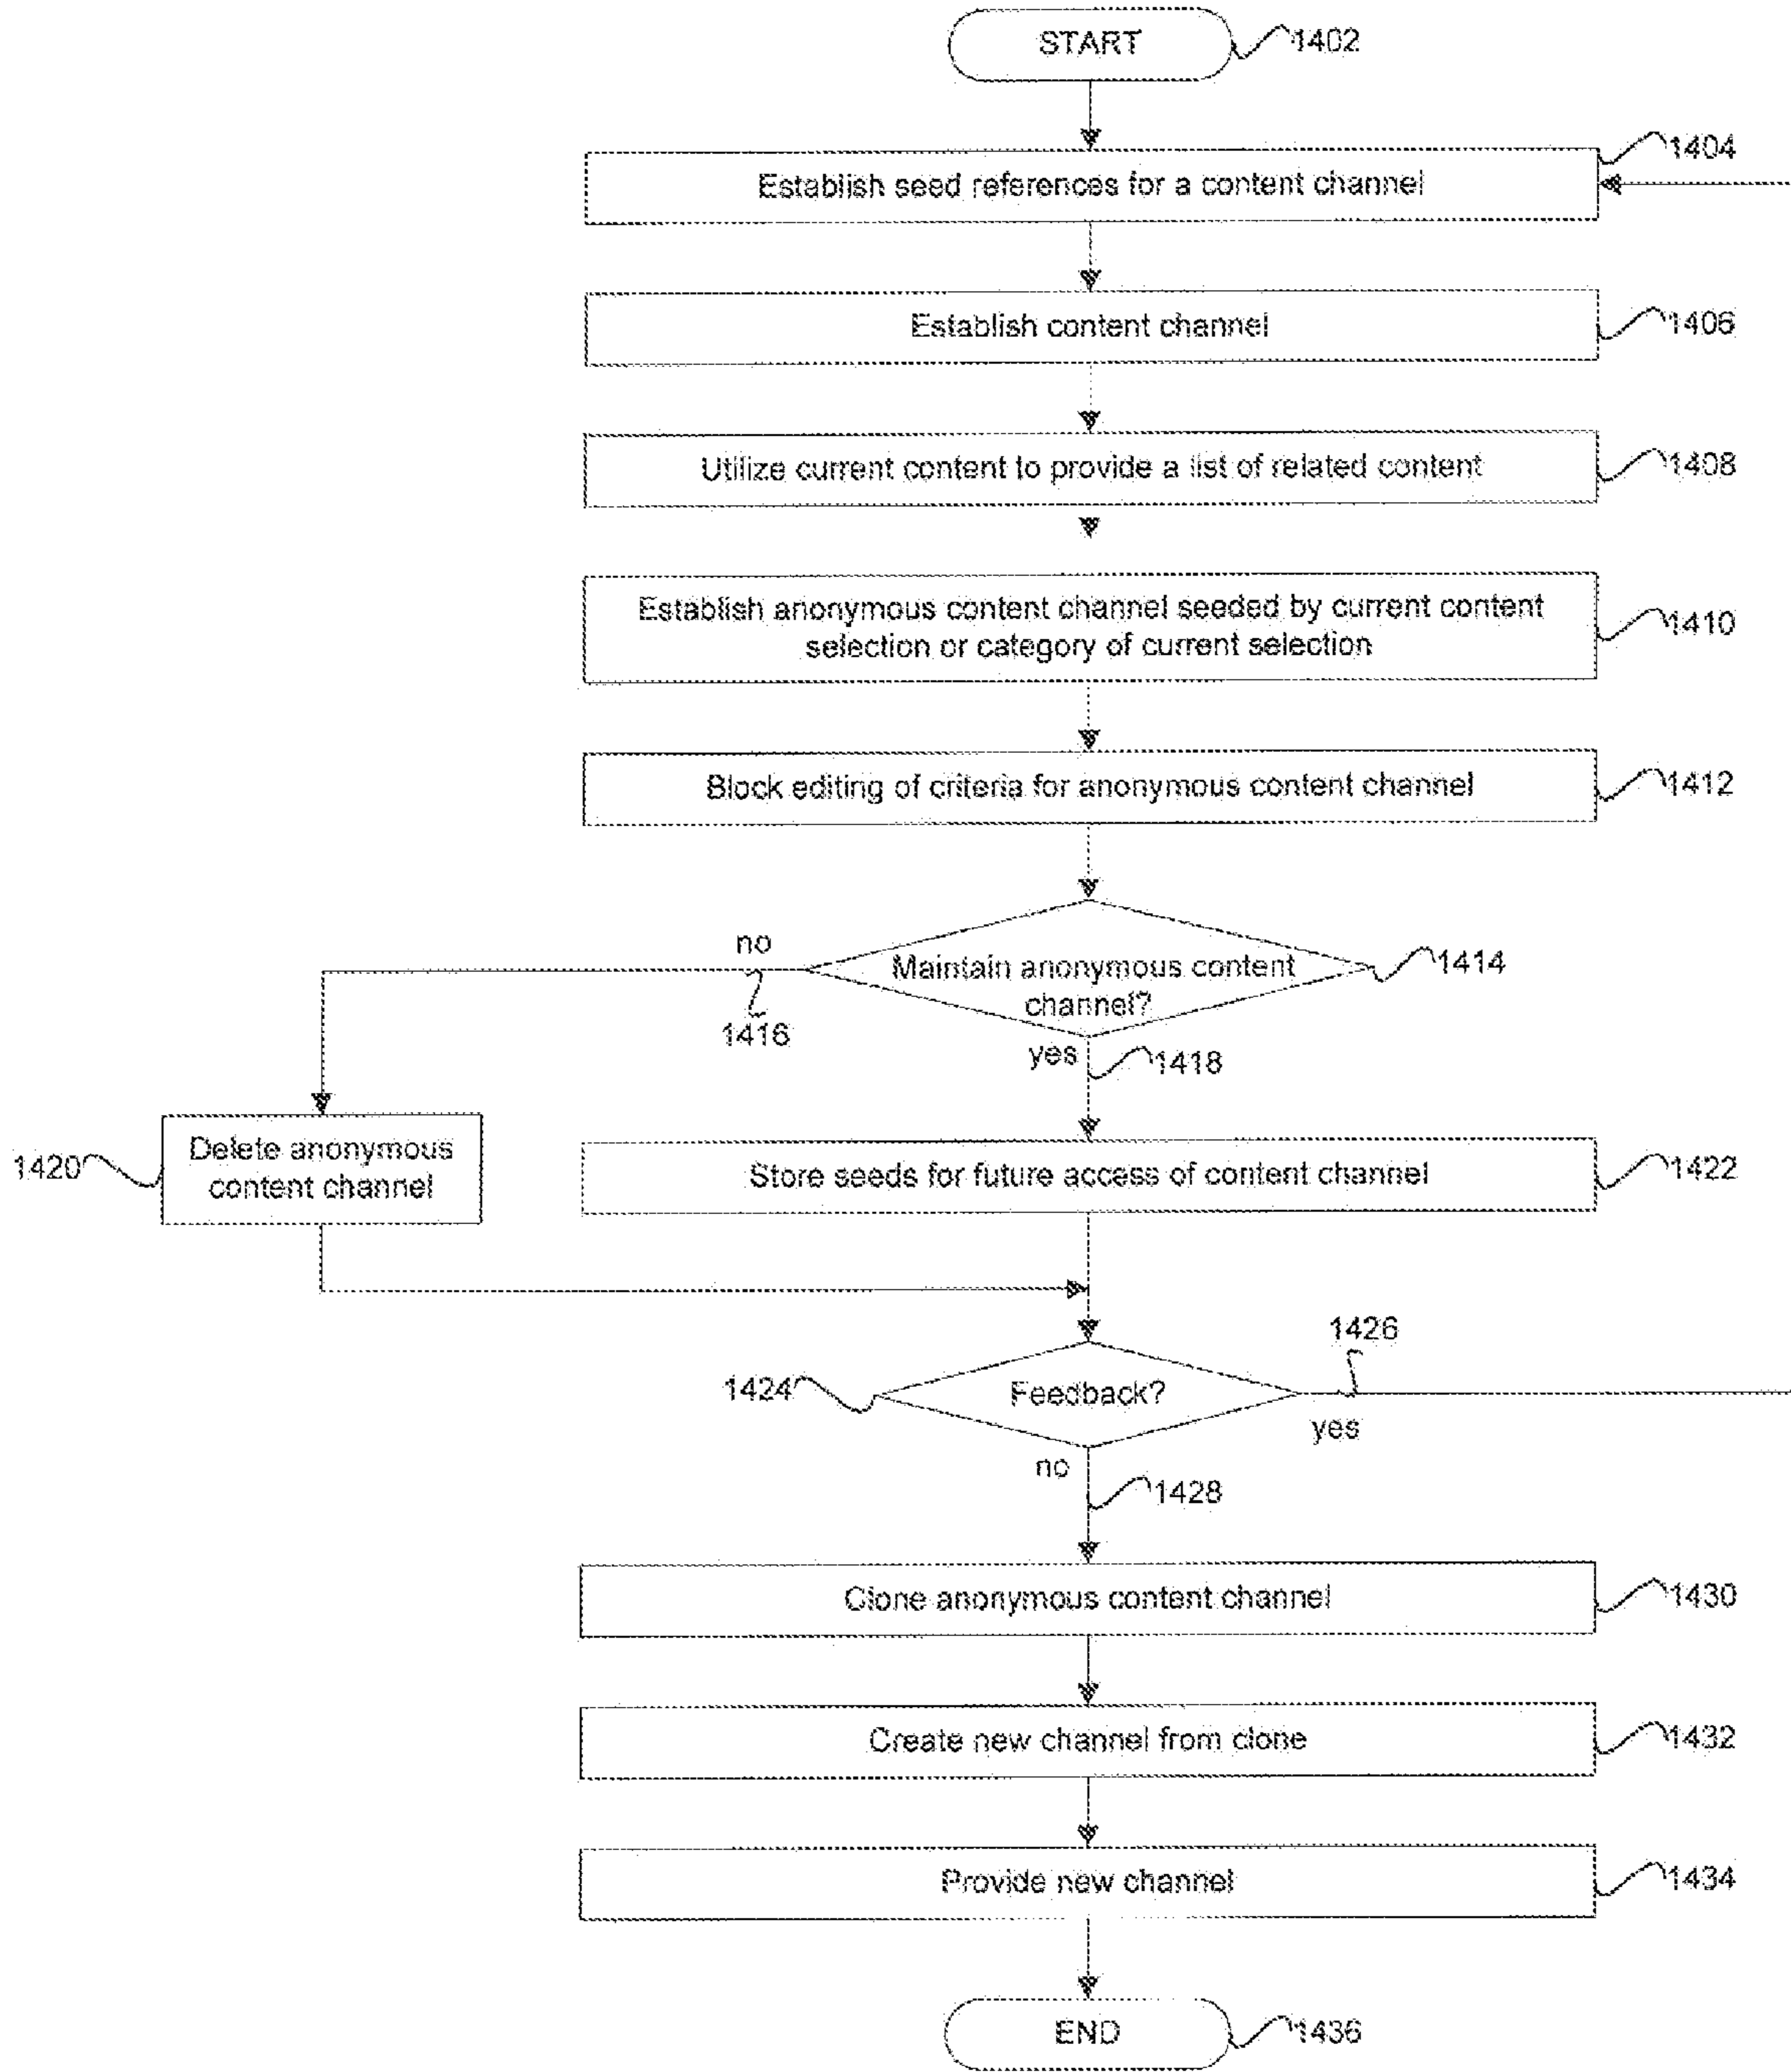 START
1402
1404
Establish seed references for a content channel
Establish content channel
1406
Utilize current content to provide a list of related content
1408
Establish anonymous content channel seeded by current content
selection or category of current selection
1410
Block editing of criteria for anonymous content channel
1412
no
Maintain anonymous content
channel?
1414
1416
yes
1418
1420
Delete anonymous
content channel
Store seeds for future access of content channel
1422
1426
1424
Feedback?
yes
no
1428
Clone anonymous content channel
1430
Create new channel from clone
1432
Provide new channel
1434
END
1436